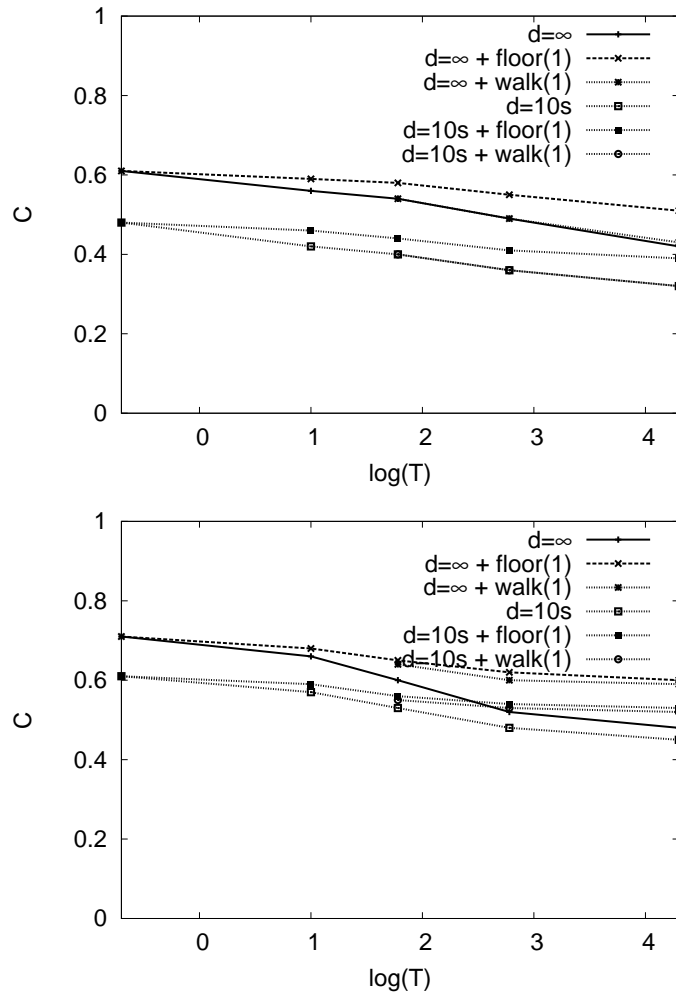 1
0.8
0.6
0.4
0.2
0
C
0 1 2 3 4
log(T)
d=∞
d=∞ + floor(1)
d=∞ + walk(1)
d=10s
d=10s + floor(1)
d=10s + walk(1)
1
0.8
0.6
0.4
0.2
0
C
0 1 2 3 4
log(T)
d=∞
d=∞ + floor(1)
d=∞ + walk(1)
d=10s
d=10s + floor(1)
d=10s + walk(1)